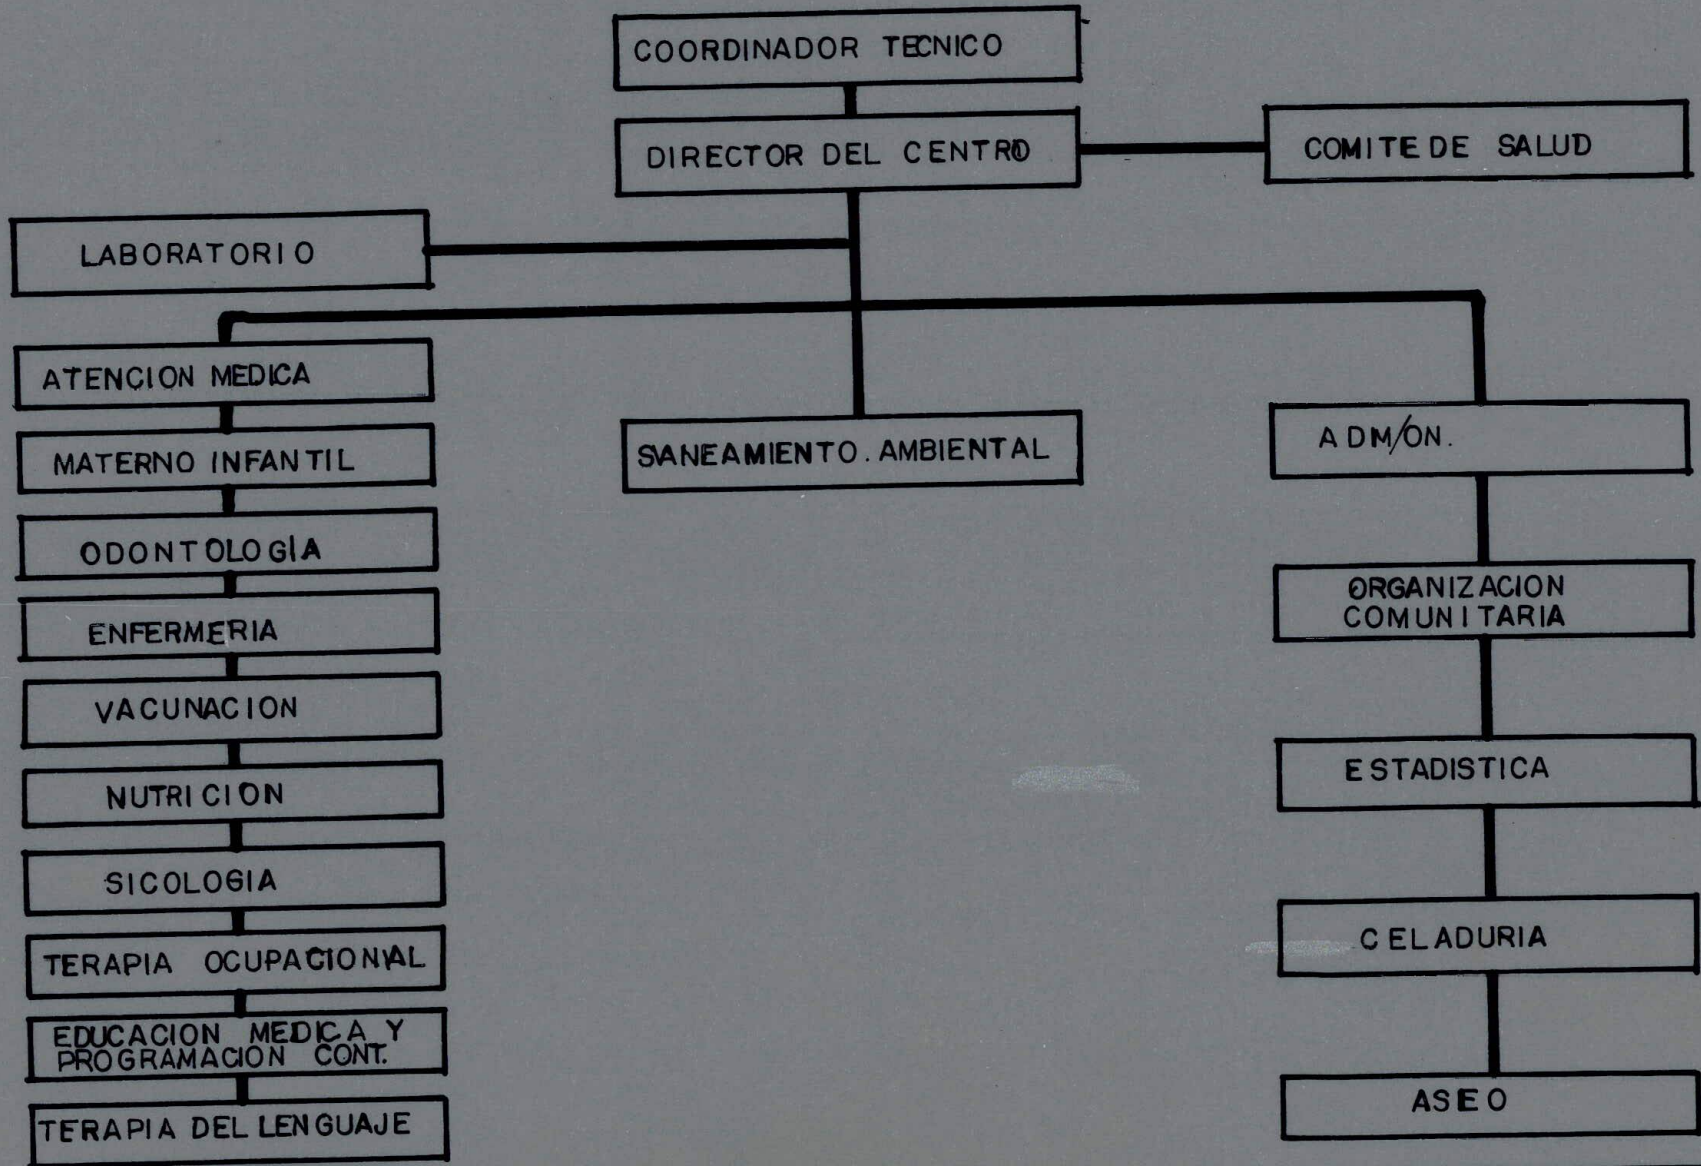 COORDINADOR TECNICO
DIRECTOR DEL CENTRO
COMITE DE SALUD
LABORATORIO
ATENCION MEDICA
MATERNO INFANTIL
ODONTOLOGÍA
ENFERMERIA
VACUNACION
NUTRICION
SICOLOGIA
TERAPIA OCUPACIONAL
EDUCACION MEDICA Y
PROGRAMACION CONT.
TERAPIA DEL LENGUAJE
SANEAMIENTO. AMBIENTAL
ADM/ON.
ORGANIZACION
COMUNITARIA
ESTADISTICA
CELADURIA
ASEO